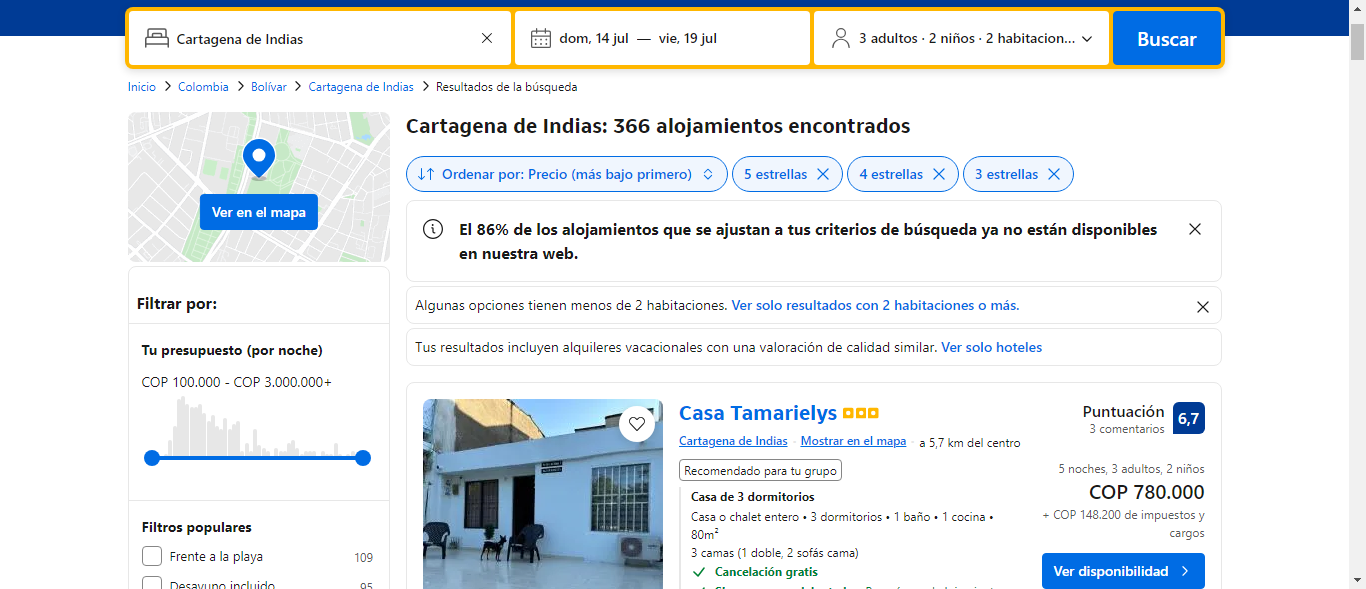 Cartagena de Indias
dom, 14 jul — vie, 19 jul
3 adultos · 2 niños · 2 habitacion...
Buscar
Inicio > Colombia > Bolívar > Cartagena de Indias > Resultados de la búsqueda
Ver en el mapa
Filtrar por:
Tu presupuesto (por noche)
COP 100.000 - COP 3.000.000+
Filtros populares
Frente a la playa 109
Desayuno incluido 95
Cartagena de Indias: 366 alojamientos encontrados
Ordenar por: Precio (más bajo primero)
5 estrellas
4 estrellas
3 estrellas
El 86% de los alojamientos que se ajustan a tus criterios de búsqueda ya no están disponibles
en nuestra web.
Algunas opciones tienen menos de 2 habitaciones. Ver solo resultados con 2 habitaciones o más.
Tus resultados incluyen alquileres vacacionales con una valoración de calidad similar. Ver solo hoteles
Casa Tamarielys
Cartagena de Indias · Mostrar en el mapa · a 5,7 km del centro
Recomendado para tu grupo
Casa de 3 dormitorios
Casa o chalet entero • 3 dormitorios • 1 baño • 1 cocina •
80m²
3 camas (1 doble, 2 sofás cama)
Cancelación gratis
Puntuación
3 comentarios
6,7
5 noches, 3 adultos, 2 niños
COP 780.000
+ COP 148.200 de impuestos y
cargos
Ver disponibilidad